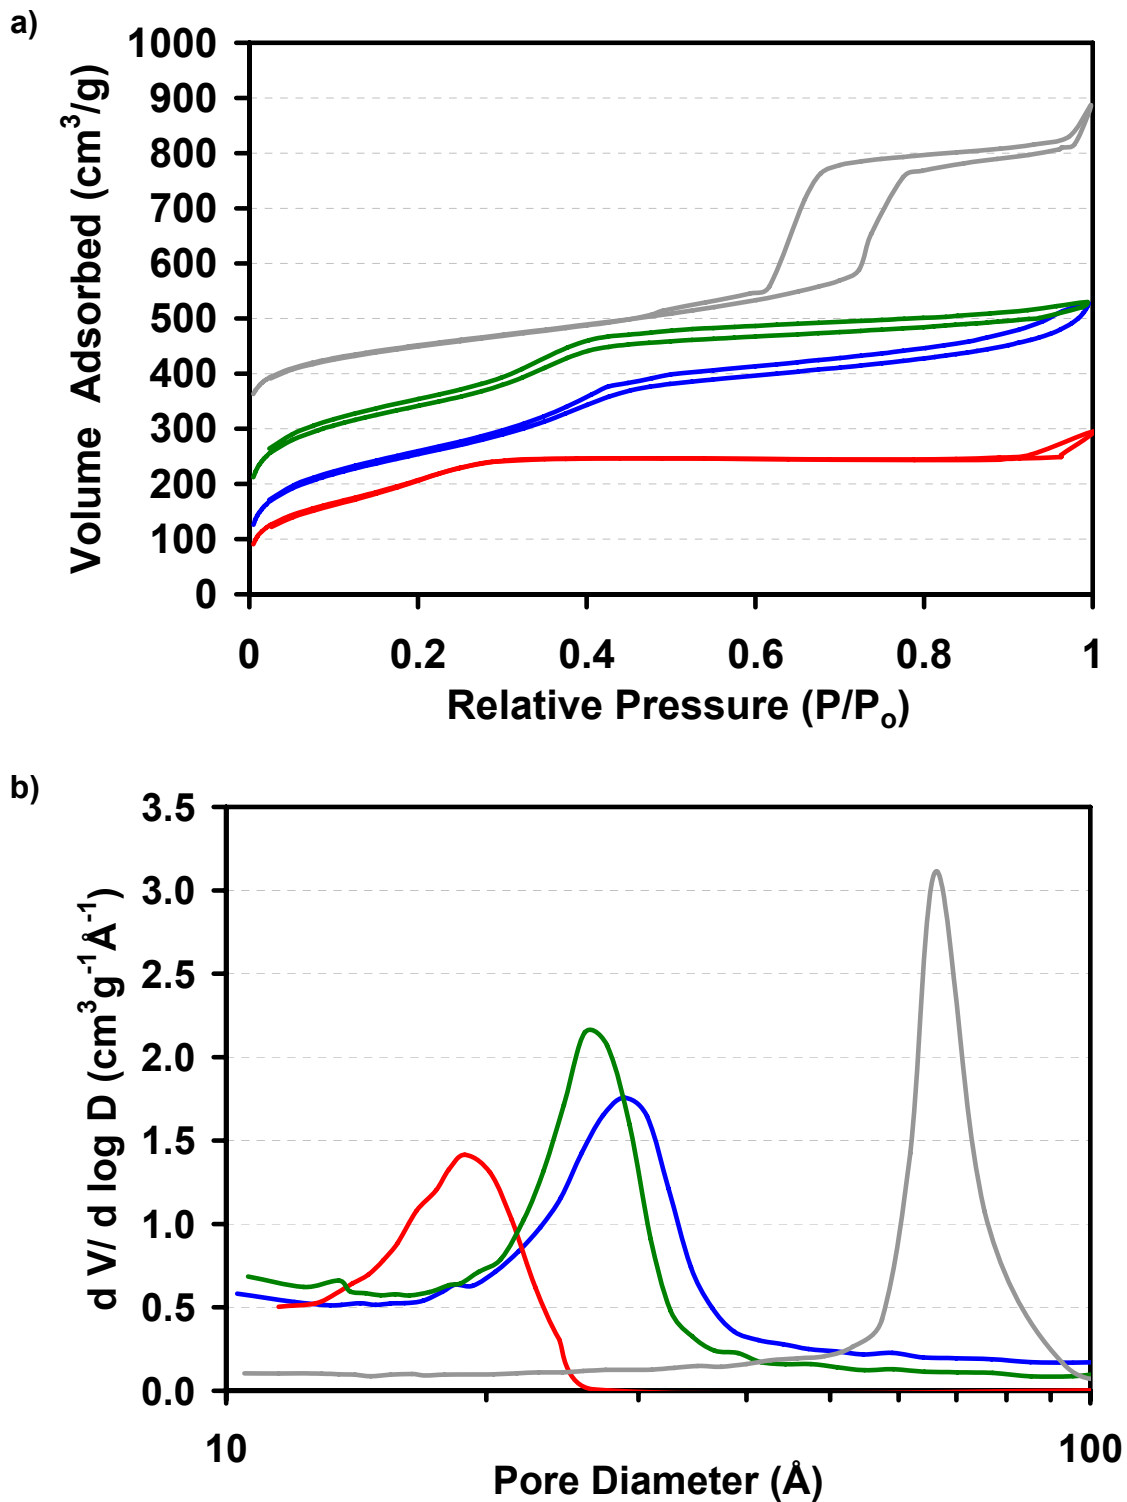 a)
1000
900
800
700
600
500
400
300
200
100
0
Volume Adsorbed (cm³/g)
0 0.2 0.4 0.6 0.8 1
Relative Pressure (P/Pₒ)
b)
3.5
3.0
2.5
2.0
1.5
1.0
0.5
0.0
d V/ d log D (cm³g⁻¹Å⁻¹)
10 100
Pore Diameter (Å)